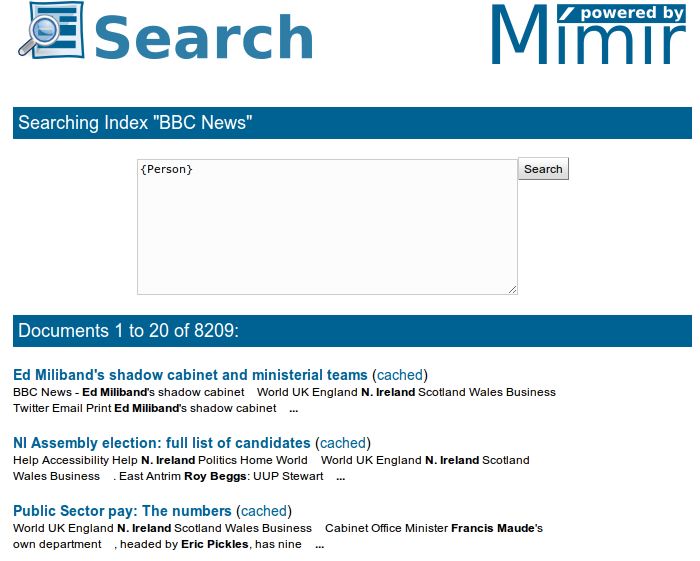 Search
powered by
Mímir
Searching Index "BBC News"
{Person}
Search
Documents 1 to 20 of 8209:
Ed Miliband's shadow cabinet and ministerial teams (cached)
BBC News - Ed Miliband's shadow cabinet World UK England N. Ireland Scotland Wales Business
Twitter Email Print Ed Miliband's shadow cabinet ...
NI Assembly election: full list of candidates (cached)
Help Accessibility Help N. Ireland Politics Home World World UK England N. Ireland Scotland
Wales Business . East Antrim Roy Beggs: UUP Stewart ...
Public Sector pay: The numbers (cached)
World UK England N. Ireland Scotland Wales Business Cabinet Office Minister Francis Maude's
own department , headed by Eric Pickles, has nine ...